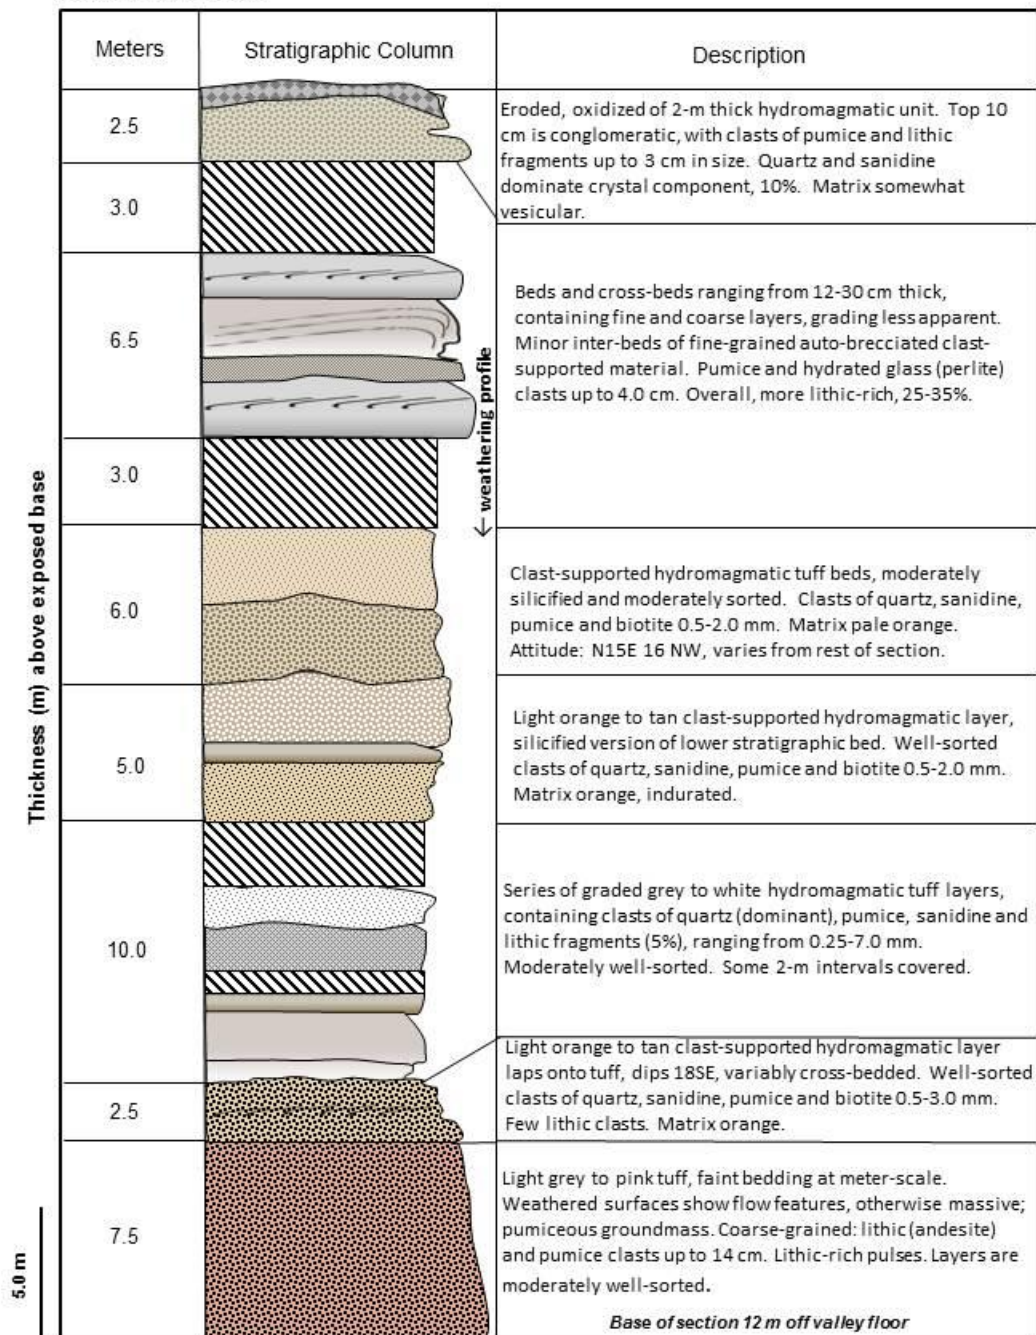 Meters
Stratigraphic Column
Description
2.5
Eroded, oxidized of 2-m thick hydromagmatic unit. Top 10
cm is conglomeratic, with clasts of pumice and lithic
fragments up to 3 cm in size. Quartz and sanidine
dominate crystal component, 10%. Matrix somewhat
vesicular.
3.0
6.5
Beds and cross-beds ranging from 12-30 cm thick,
containing fine and coarse layers, grading less apparent.
Minor inter-beds of fine-grained auto-brecciated clast-
supported material. Pumice and hydrated glass (perlite)
clasts up to 4.0 cm. Overall, more lithic-rich, 25-35%.
← weathering profile
3.0
6.0
Clast-supported hydromagmatic tuff beds, moderately
silicified and moderately sorted. Clasts of quartz, sanidine,
pumice and biotite 0.5-2.0 mm. Matrix pale orange.
Attitude: N15E 16 NW, varies from rest of section.
5.0
Light orange to tan clast-supported hydromagmatic layer,
silicified version of lower stratigraphic bed. Well-sorted
clasts of quartz, sanidine, pumice and biotite 0.5-2.0 mm.
Matrix orange, indurated.
Thickness (m) above exposed base
10.0
Series of graded grey to white hydromagmatic tuff layers,
containing clasts of quartz (dominant), pumice, sanidine and
lithic fragments (5%), ranging from 0.25-7.0 mm.
Moderately well-sorted. Some 2-m intervals covered.
2.5
Light orange to tan clast-supported hydromagmatic layer
laps onto tuff, dips 18SE, variably cross-bedded. Well-sorted
clasts of quartz, sanidine, pumice and biotite 0.5-3.0 mm.
Few lithic clasts. Matrix orange.
7.5
Light grey to pink tuff, faint bedding at meter-scale.
Weathered surfaces show flow features, otherwise massive;
pumiceous groundmass. Coarse-grained: lithic (andesite)
and pumice clasts up to 14 cm. Lithic-rich pulses. Layers are
moderately well-sorted.
5.0 m
Base of section 12 m off valley floor